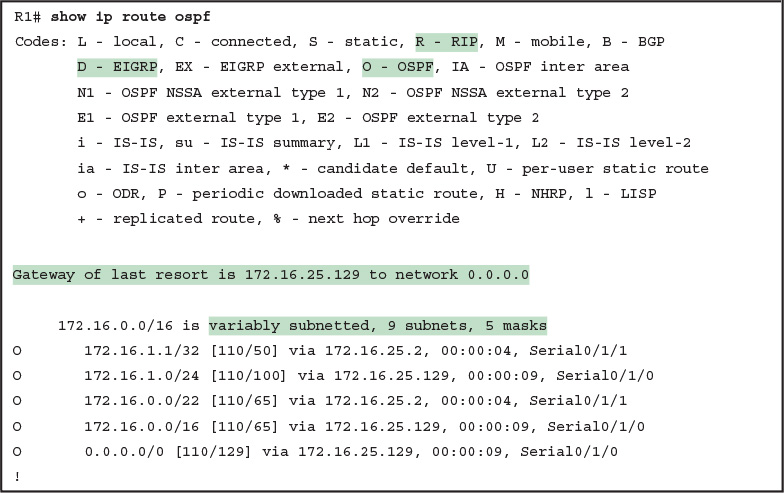 R1# show ip route ospf
Codes: L - local, C - connected, S - static, R - RIP, M - mobile, B - BGP
D - EIGRP, EX - EIGRP external, O - OSPF, IA - OSPF inter area
N1 - OSPF NSSA external type 1, N2 - OSPF NSSA external type 2
E1 - OSPF external type 1, E2 - OSPF external type 2
i - IS-IS, su - IS-IS summary, L1 - IS-IS level-1, L2 - IS-IS level-2
ia - IS-IS inter area, * - candidate default, U - per-user static route
o - ODR, P - periodic downloaded static route, H - NHRP, l - LISP
+ - replicated route, % - next hop override
Gateway of last resort is 172.16.25.129 to network 0.0.0.0
172.16.0.0/16 is variably subnetted, 9 subnets, 5 masks
O 172.16.1.1/32 [110/50] via 172.16.25.2, 00:00:04, Serial0/1/1
O 172.16.1.0/24 [110/100] via 172.16.25.129, 00:00:09, Serial0/1/0
O 172.16.0.0/22 [110/65] via 172.16.25.2, 00:00:04, Serial0/1/1
O 172.16.0.0/16 [110/65] via 172.16.25.129, 00:00:09, Serial0/1/0
O 0.0.0.0/0 [110/129] via 172.16.25.129, 00:00:09, Serial0/1/0
!